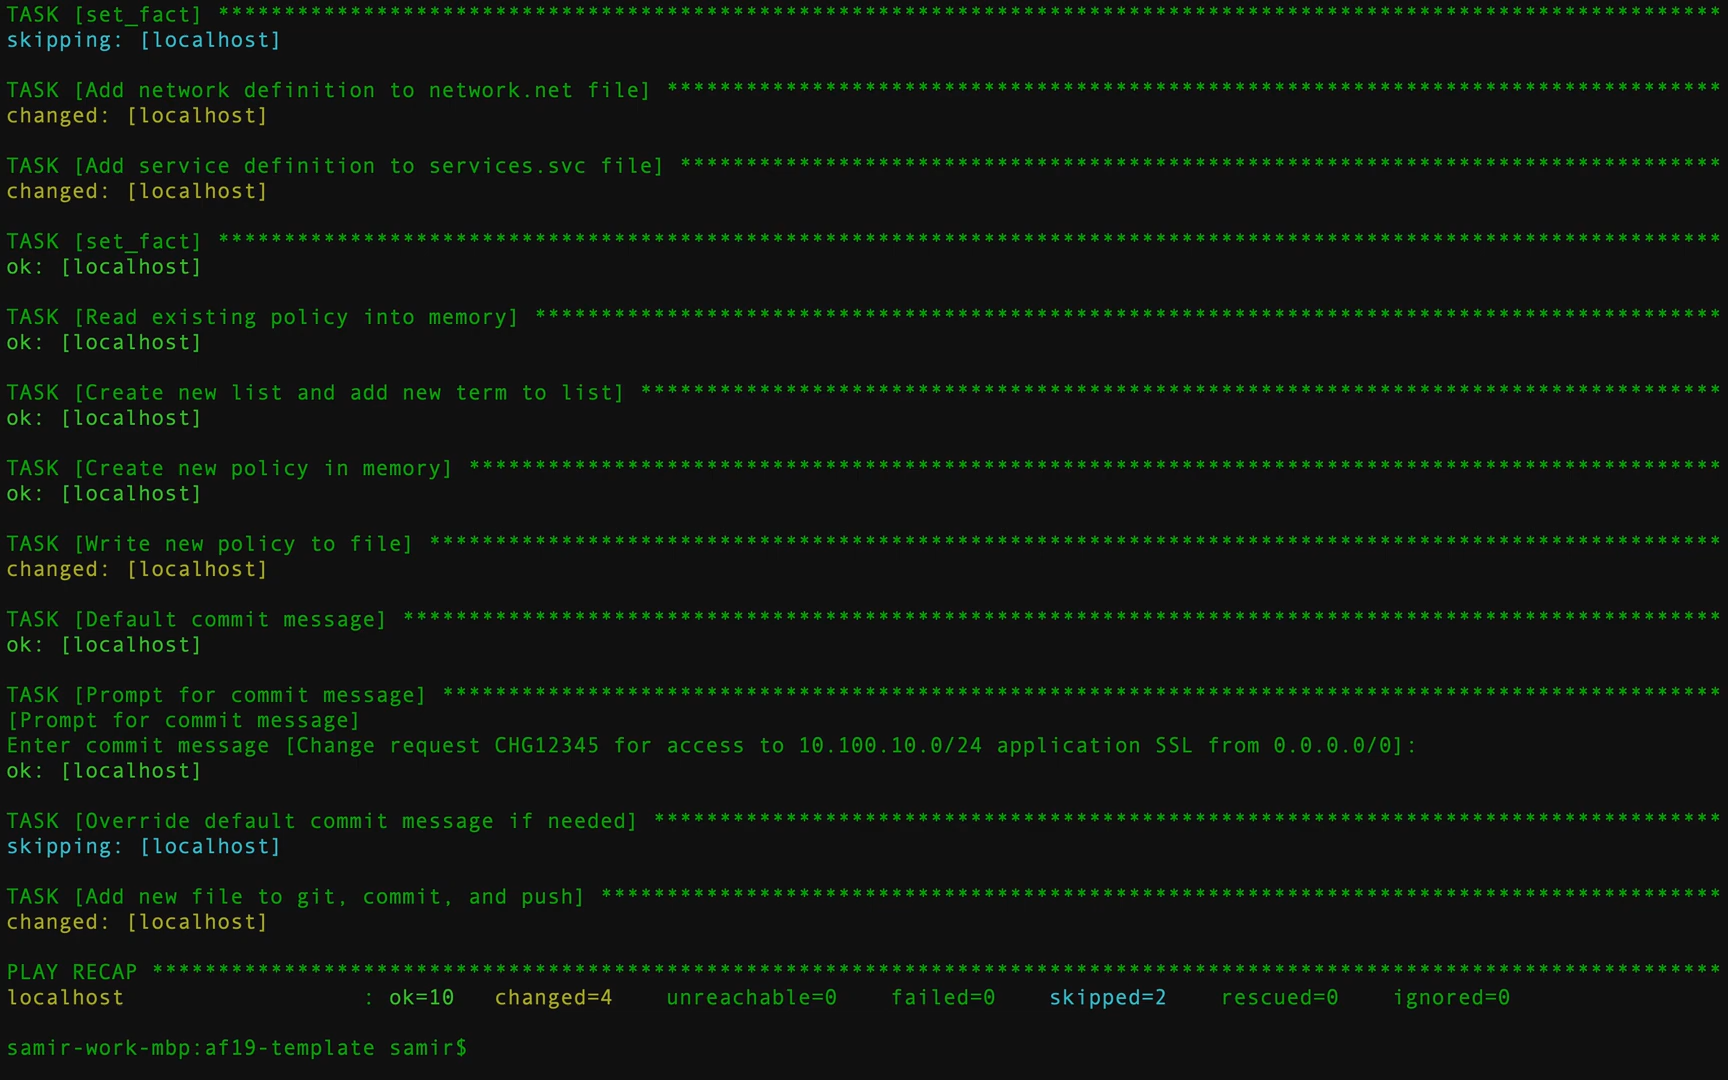 TASK [set_fact] ******************************************************************************************************************
skipping: [localhost]
TASK [Add network definition to network.net file] ********************************************************************************
changed: [localhost]
TASK [Add service definition to services.svc file] *******************************************************************************
changed: [localhost]
TASK [set_fact] ******************************************************************************************************************
ok: [localhost]
TASK [Read existing policy into memory] ******************************************************************************************
ok: [localhost]
TASK [Create new list and add new term to list] **********************************************************************************
ok: [localhost]
TASK [Create new policy in memory] ***********************************************************************************************
ok: [localhost]
TASK [Write new policy to file] **************************************************************************************************
changed: [localhost]
TASK [Default commit message] ****************************************************************************************************
ok: [localhost]
TASK [Prompt for commit message] *************************************************************************************************
[Prompt for commit message]
Enter commit message [Change request CHG12345 for access to 10.100.10.0/24 application SSL from 0.0.0.0/0]:
ok: [localhost]
TASK [Override default commit message if needed] *********************************************************************************
skipping: [localhost]
TASK [Add new file to git, commit, and push] *************************************************************************************
changed: [localhost]
PLAY RECAP ***********************************************************************************************************************
localhost : ok=10 changed=4 unreachable=0 failed=0 skipped=2 rescued=0 ignored=0
samir-work-mbp:af19-template samir$